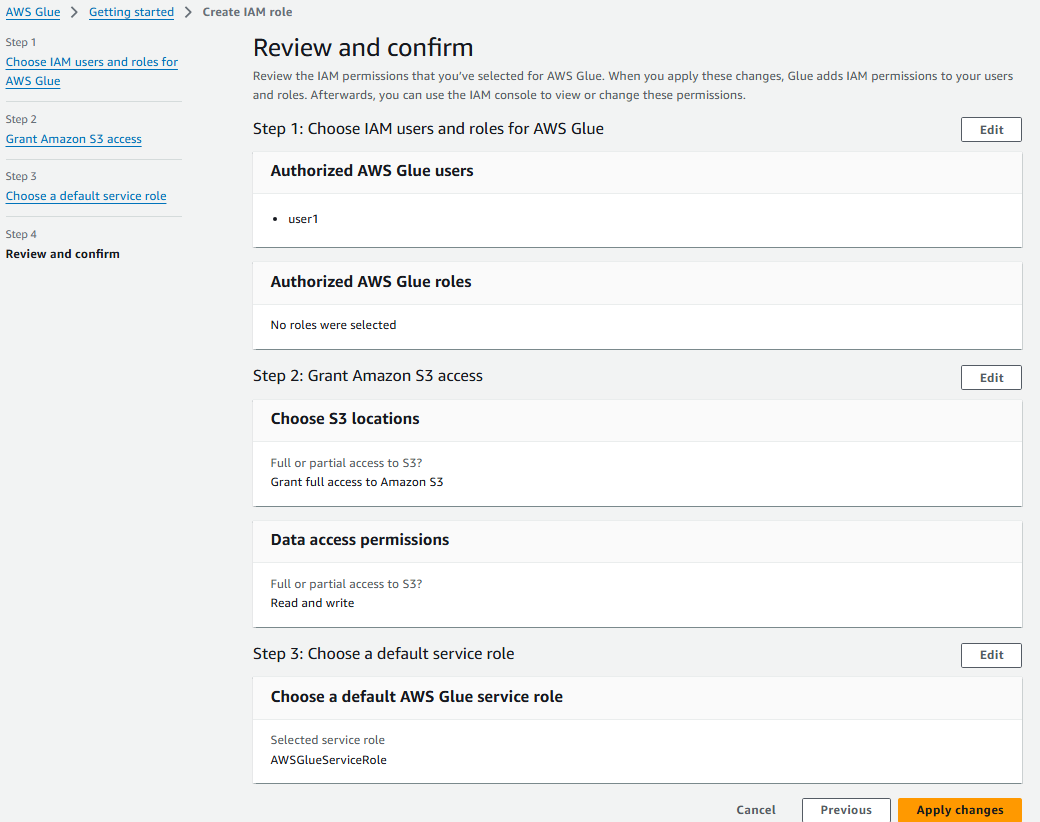 AWS Glue > Getting started > Create IAM role
Step 1
Choose IAM users and roles for
AWS Glue
Step 2
Grant Amazon S3 access
Step 3
Choose a default service role
Step 4
Review and confirm
Review and confirm
Review the IAM permissions that you've selected for AWS Glue. When you apply these changes, Glue adds IAM permissions to your users
and roles. Afterwards, you can use the IAM console to view or change these permissions.
Step 1: Choose IAM users and roles for AWS Glue
Edit
Authorized AWS Glue users
• user1
Authorized AWS Glue roles
No roles were selected
Step 2: Grant Amazon S3 access
Edit
Choose S3 locations
Full or partial access to S3?
Grant full access to Amazon S3
Data access permissions
Full or partial access to S3?
Read and write
Step 3: Choose a default service role
Edit
Choose a default AWS Glue service role
Selected service role
AWSGlueServiceRole
Cancel
Previous
Apply changes